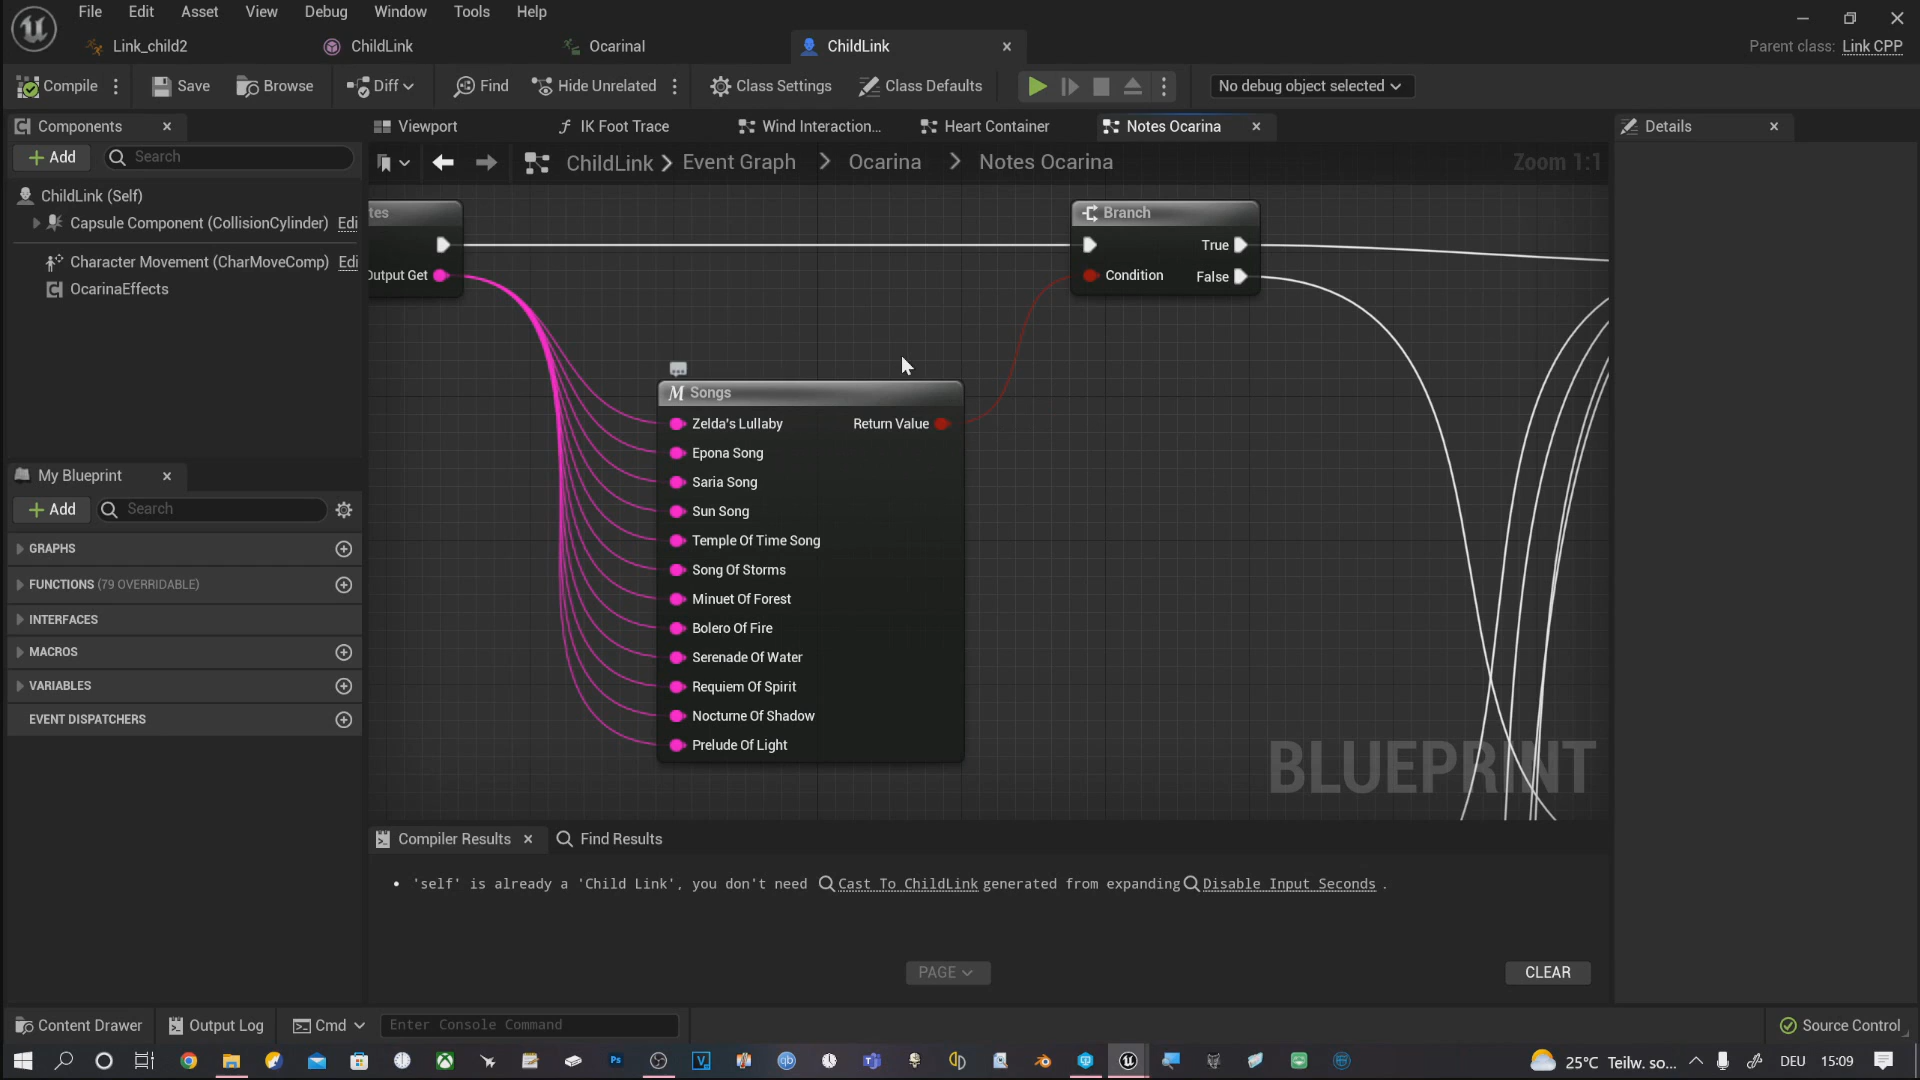 File Edit Asset View Debug Window Tools Help
Link_child2 ChildLink Ocarinal ChildLink Parent class: Link CPP
Compile Save Browse Diff Find Hide Unrelated Class Settings Class Defaults No debug object selected
Components Viewport IK Foot Trace Wind Interaction... Heart Container Notes Ocarina Details
Add Search ChildLink Event Graph Ocarina Notes Ocarina Zoom 1:1
ChildLink (Self)
Capsule Component (CollisionCylinder) Edi
Character Movement (CharMoveComp) Edi
OcarinaEffects
tes
Output Get
Branch
True
Condition False
Songs
Zelda's Lullaby Return Value
Epona Song
Saria Song
Sun Song
Temple Of Time Song
Song Of Storms
Minuet Of Forest
Bolero Of Fire
Serenade Of Water
Requiem Of Spirit
Nocturne Of Shadow
Prelude Of Light
BLUEPRINT
My Blueprint
Add Search
GRAPHS
FUNCTIONS (79 OVERRIDABLE)
INTERFACES
MACROS
VARIABLES
EVENT DISPATCHERS
Compiler Results Find Results
• 'self' is already a 'Child Link', you don't need Cast To ChildLink generated from expanding Disable Input Seconds .
PAGE CLEAR
Content Drawer Output Log Cmd Enter Console Command Source Control
25°C Teilw. so... DEU 15:09